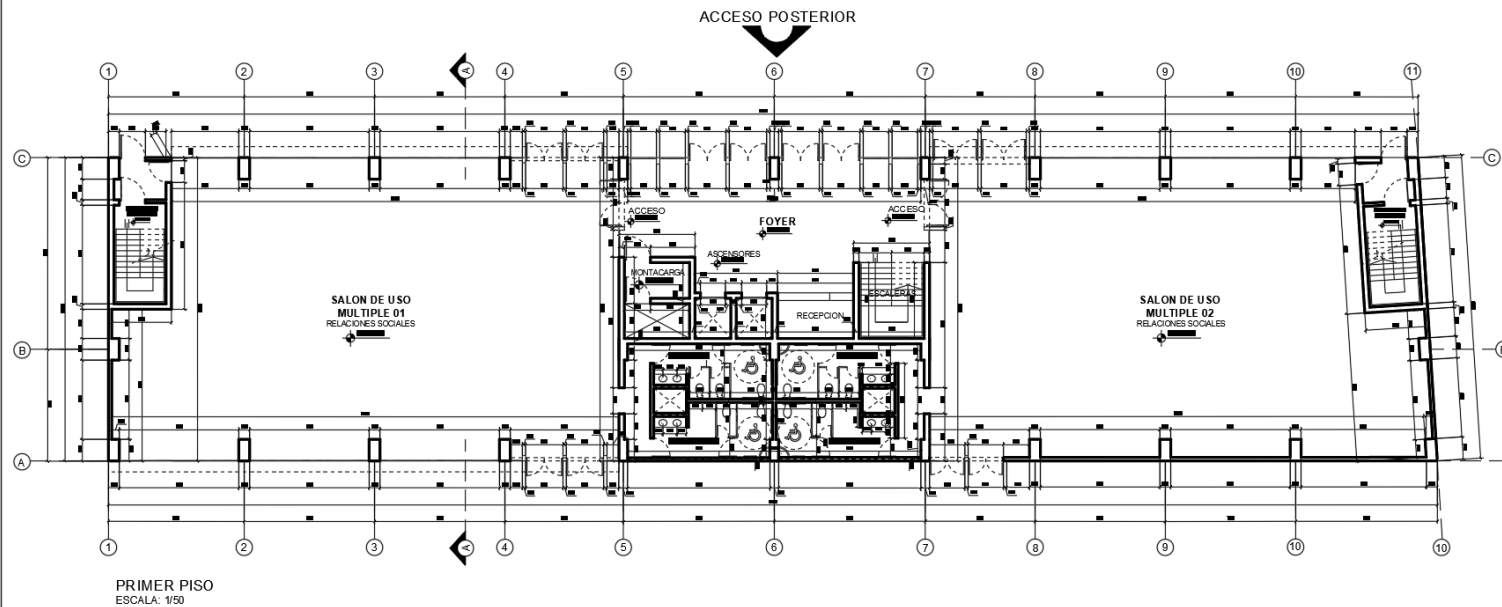 ACCESO POSTERIOR
1 2 3 A 4 5 6 7 8 9 10 11
C C
ACCESO
ACCESO
FOYER
ASCENSORES
MONTACARGA
ESCALERAS
RECEPCION
SALON DE USO
MULTIPLE 01
RELACIONES SOCIALES
SALON DE USO
MULTIPLE 02
RELACIONES SOCIALES
B
A
1 2 3 A 4 5 6 7 8 9 10 10
PRIMER PISO
ESCALA: 1/50